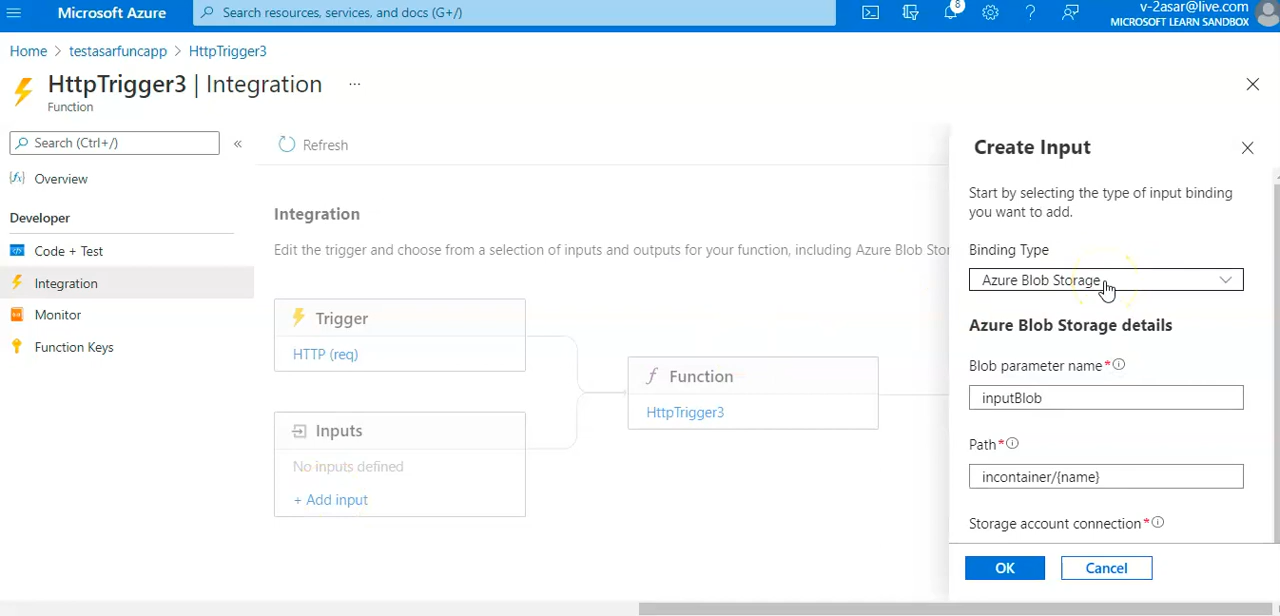 Microsoft Azure
Search resources, services, and docs (G+/)
8
v-2asar@live.com
MICROSOFT LEARN SANDBOX
Home > testasarfuncapp > HttpTrigger3
HttpTrigger3 | Integration ...
Function
Search (Ctrl+/)
«
Refresh
Overview
Developer
Code + Test
Integration
Monitor
Function Keys
Integration
Edit the trigger and choose from a selection of inputs and outputs for your function, including Azure Blob Sto
Trigger
HTTP (req)
Inputs
No inputs defined
+ Add input
Function
HttpTrigger3
Create Input
Start by selecting the type of input binding
you want to add.
Binding Type
Azure Blob Storage
Azure Blob Storage details
Blob parameter name*
inputBlob
Path*
incontainer/{name}
Storage account connection*
OK
Cancel